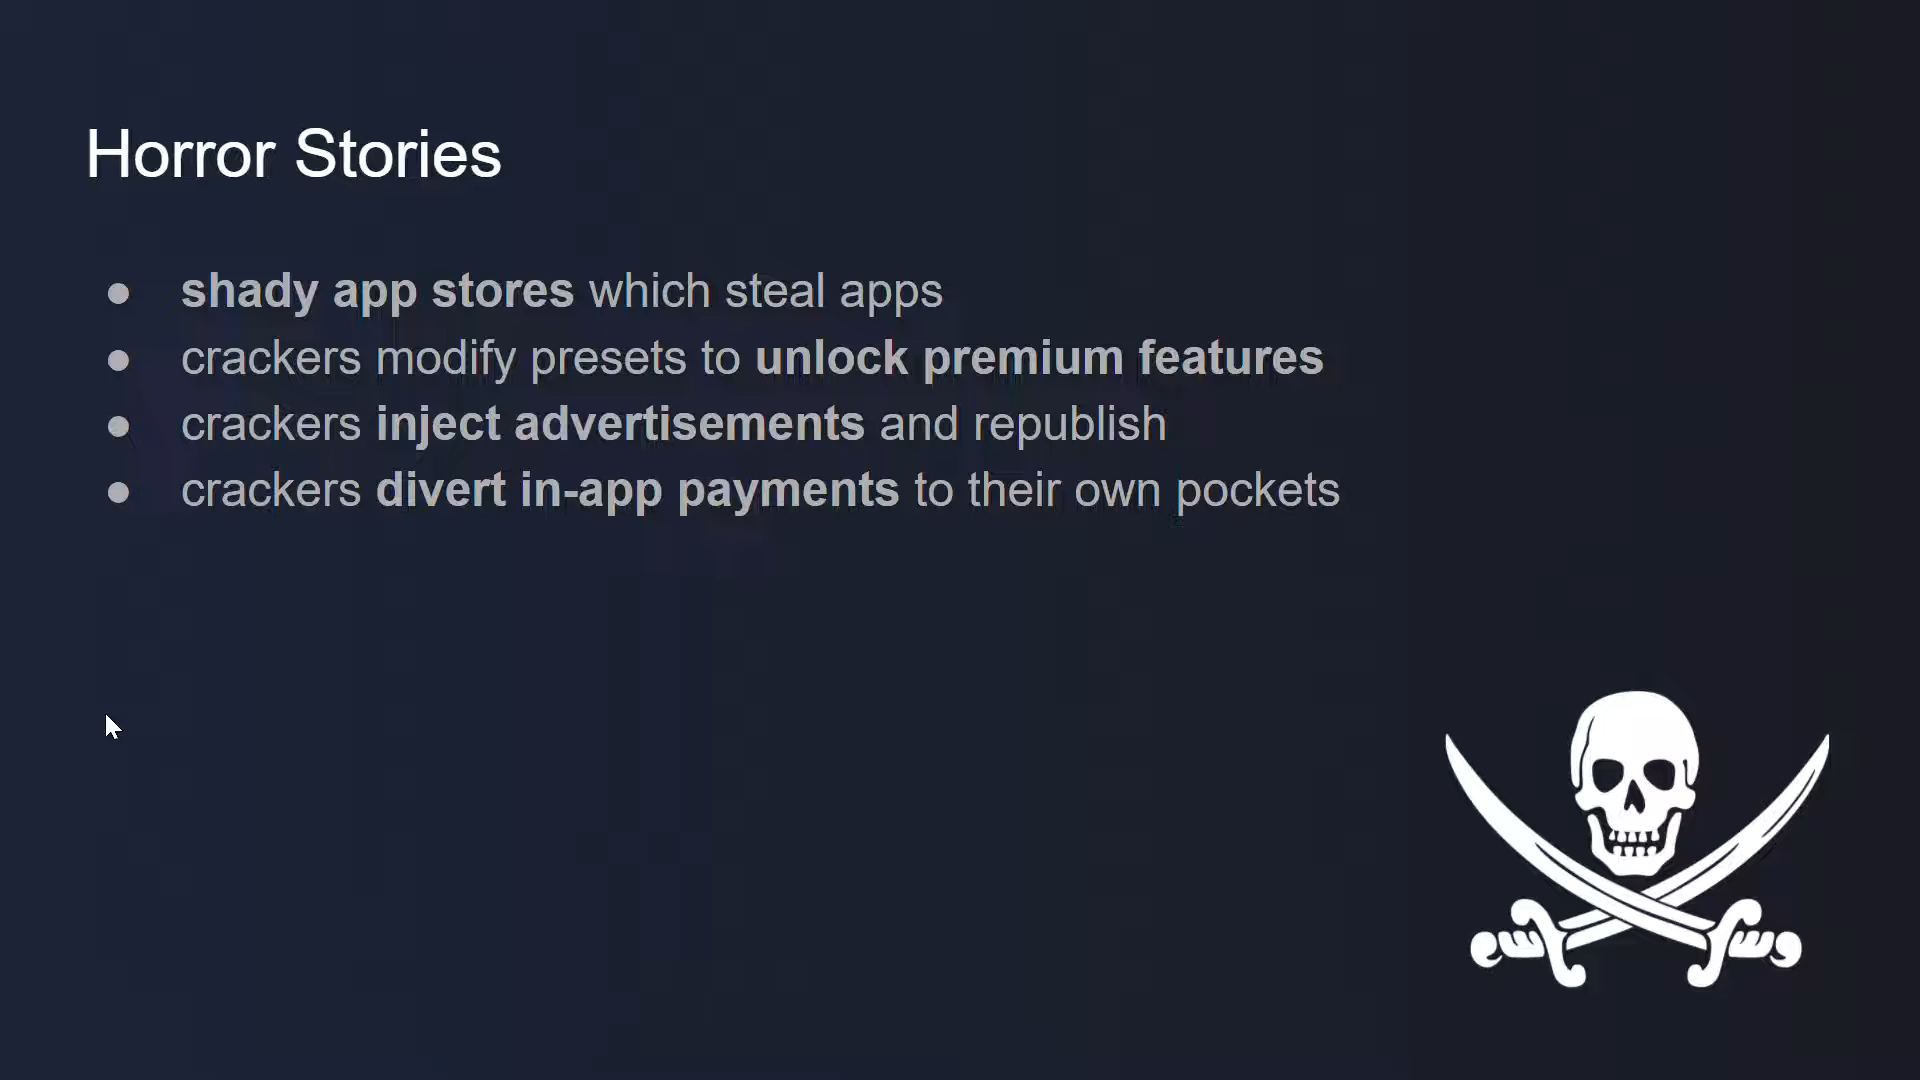 Horror Stories
● shady app stores which steal apps
● crackers modify presets to unlock premium features
● crackers inject advertisements and republish
● crackers divert in-app payments to their own pockets